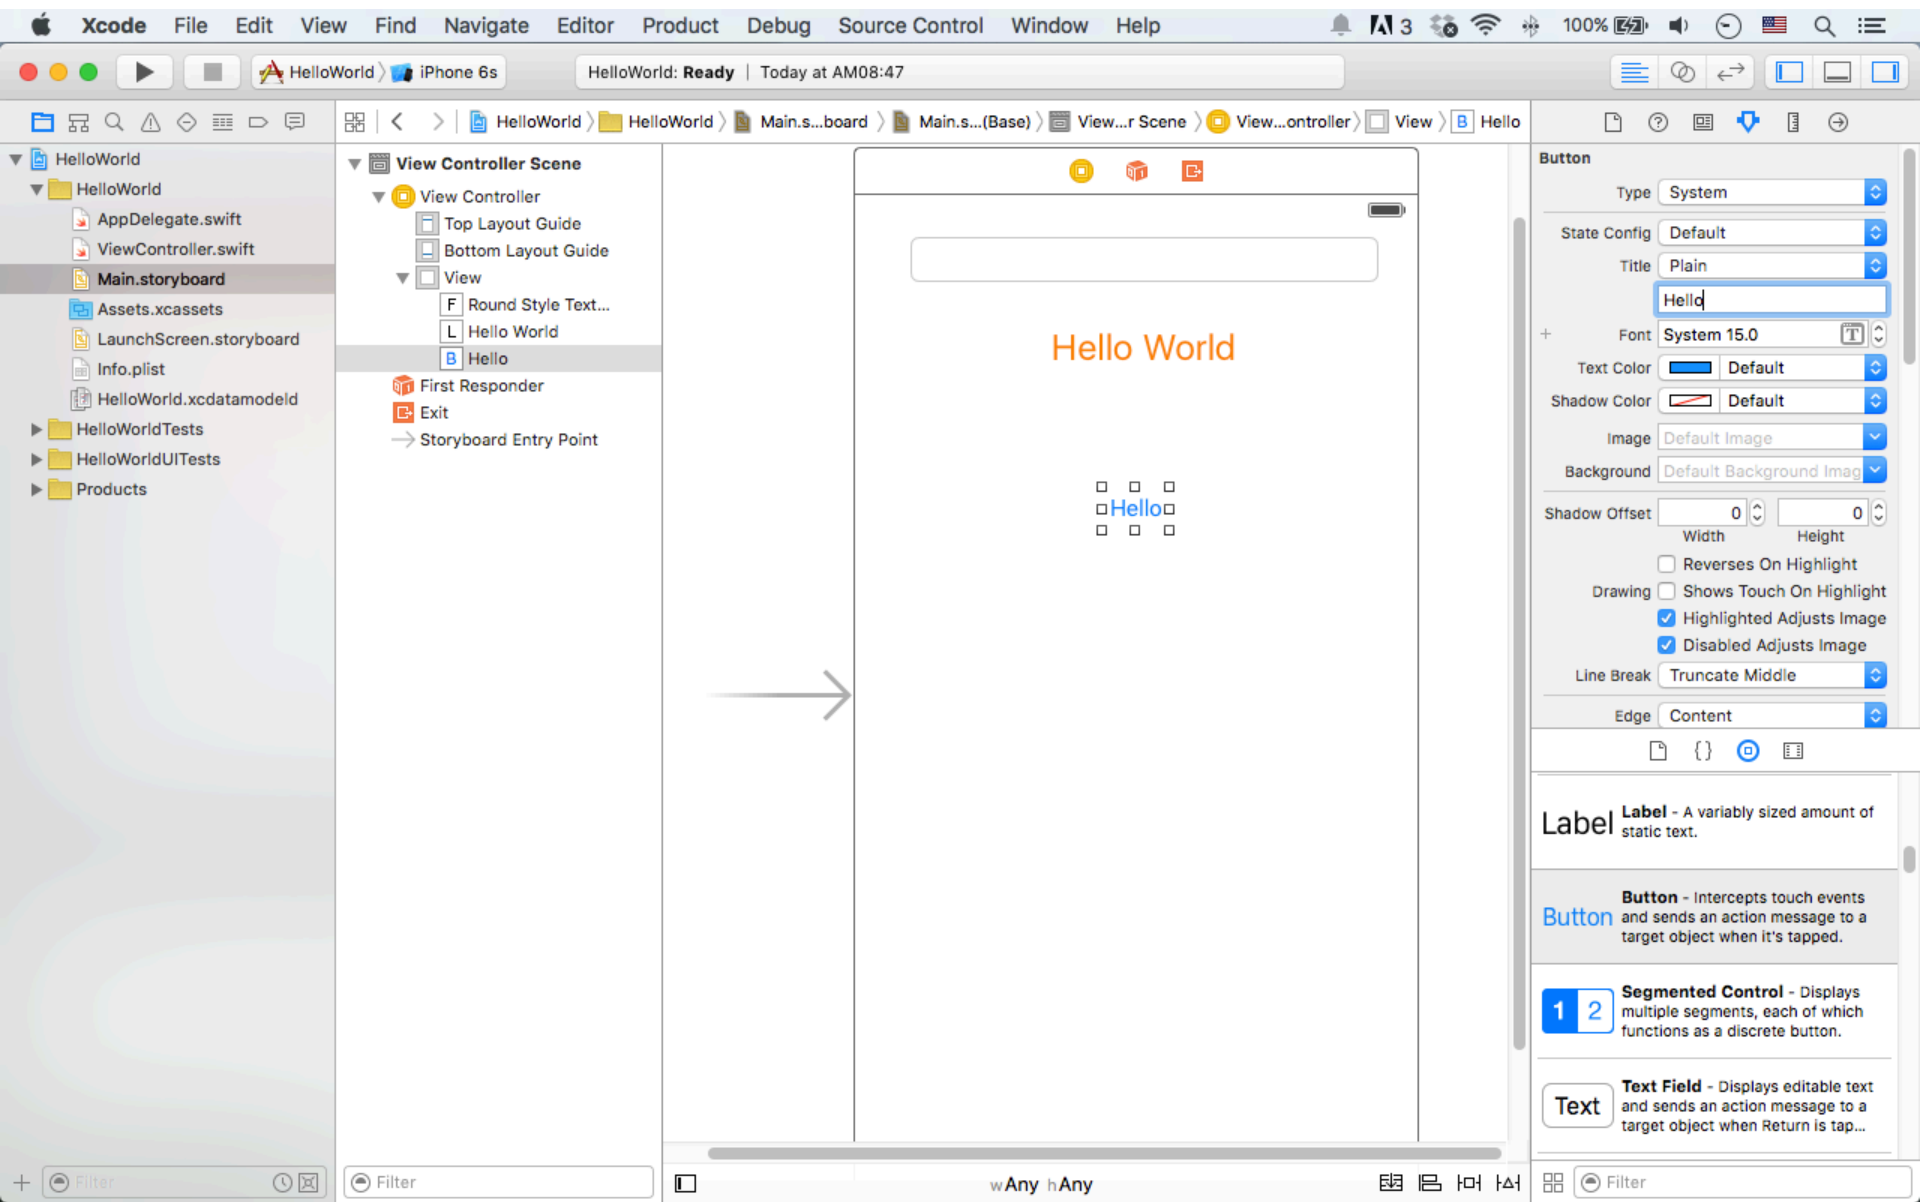 Xcode File Edit View Find Navigate Editor Product Debug Source Control Window Help 3 100%
HelloWorld iPhone 6s HelloWorld: Ready | Today at AM08:47
HelloWorld HelloWorld Main.s...board Main.s...(Base) View...r Scene View...ontroller View B Hello
HelloWorld
HelloWorld
AppDelegate.swift
ViewController.swift
Main.storyboard
Assets.xcassets
LaunchScreen.storyboard
Info.plist
HelloWorld.xcdatamodeld
HelloWorldTests
HelloWorldUITests
Products
Filter
View Controller Scene
View Controller
Top Layout Guide
Bottom Layout Guide
View
F Round Style Text...
L Hello World
B Hello
First Responder
Exit
Storyboard Entry Point
Filter
Hello World
Hello
wAny hAny
Button
Type System
State Config Default
Title Plain
Hello
+ Font System 15.0 T
Text Color Default
Shadow Color Default
Image Default Image
Background Default Background Imag
Shadow Offset 0 0
Width Height
Reverses On Highlight
Drawing Shows Touch On Highlight
Highlighted Adjusts Image
Disabled Adjusts Image
Line Break Truncate Middle
Edge Content
{}
Label Label - A variably sized amount of
static text.
Button Button - Intercepts touch events
and sends an action message to a
target object when it's tapped.
1 2 Segmented Control - Displays
multiple segments, each of which
functions as a discrete button.
Text Text Field - Displays editable text
and sends an action message to a
target object when Return is tap...
Filter